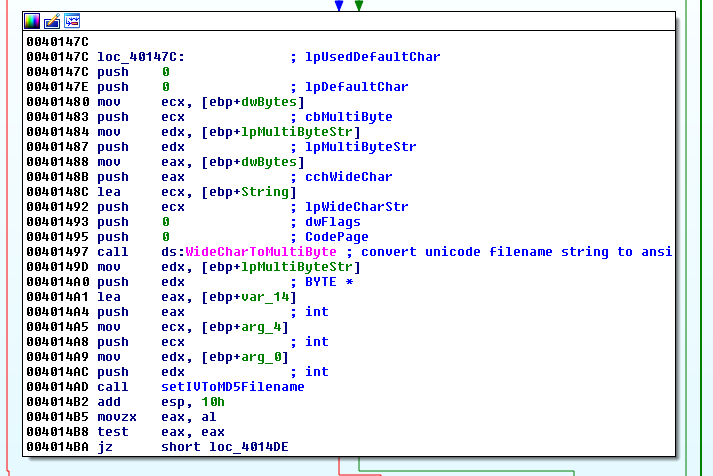 0040147C
0040147C loc_40147C: ; lpUsedDefaultChar
0040147C push 0
0040147E push 0 ; lpDefaultChar
00401480 mov ecx, [ebp+dwBytes]
00401483 push ecx ; cbMultiByte
00401484 mov edx, [ebp+lpMultiByteStr]
00401487 push edx ; lpMultiByteStr
00401488 mov eax, [ebp+dwBytes]
0040148B push eax ; cchWideChar
0040148C lea ecx, [ebp+String]
00401492 push ecx ; lpWideCharStr
00401493 push 0 ; dwFlags
00401495 push 0 ; CodePage
00401497 call ds:WideCharToMultiByte ; convert unicode filename string to ansi
0040149D mov edx, [ebp+lpMultiByteStr]
004014A0 push edx ; BYTE *
004014A1 lea eax, [ebp+var_14]
004014A4 push eax ; int
004014A5 mov ecx, [ebp+arg_4]
004014A8 push ecx ; int
004014A9 mov edx, [ebp+arg_0]
004014AC push edx ; int
004014AD call setIVToMD5Filename
004014B2 add esp, 10h
004014B5 movzx eax, al
004014B8 test eax, eax
004014BA jz short loc_4014DE